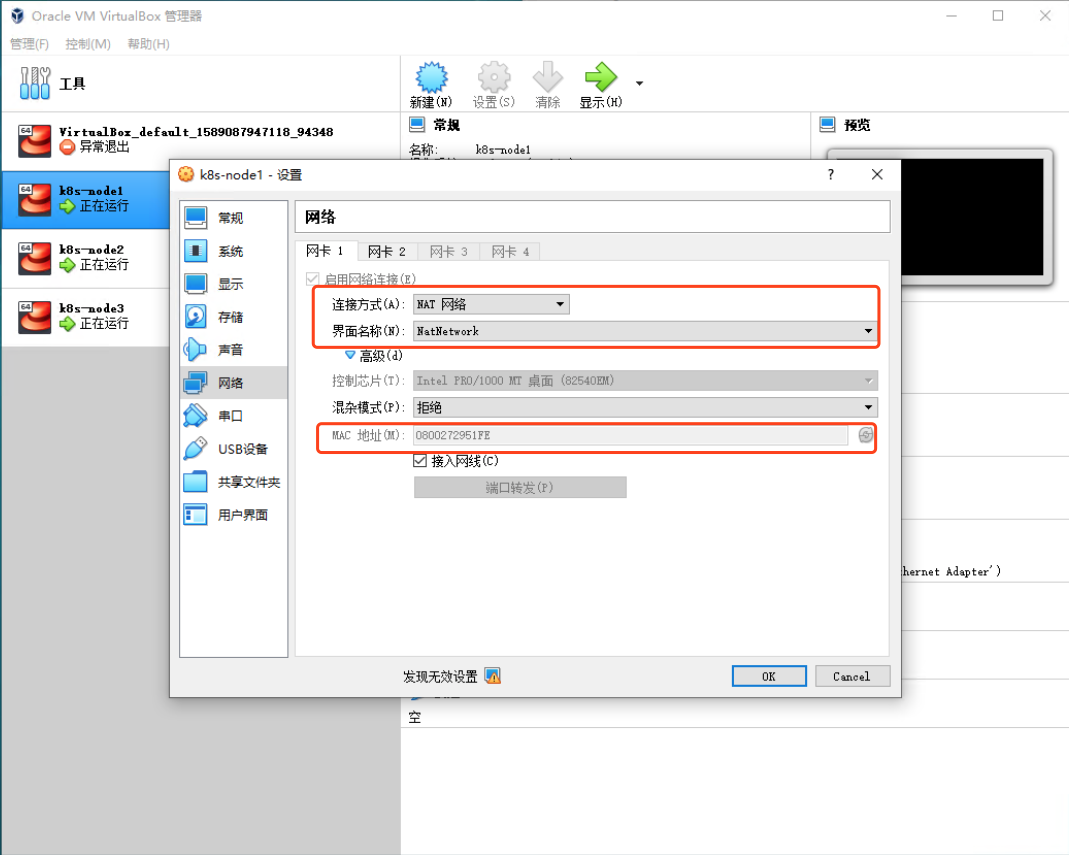 Oracle VM VirtualBox 管理器
管理(F) 控制(M) 帮助(H)
工具
新建(N) 设置(S) 清除 显示(H)
VirtualBox_default_1589087947118_94348
异常退出
k8s-node1
正在运行
k8s-node2
正在运行
k8s-node3
正在运行
常规
预览
名称: k8s-node1
k8s-node1 - 设置
?
常规
系统
显示
存储
声音
网络
串口
USB设备
共享文件夹
用户界面
网络
网卡 1 网卡 2 网卡 3 网卡 4
启用网络连接(E)
连接方式(A): NAT 网络
界面名称(N): NatNetwork
高级(d)
控制芯片(T): Intel PRO/1000 MT 桌面 (82540EM)
混杂模式(P): 拒绝
MAC 地址(M): 0800272951FE
接入网线(C)
端口转发(P)
发现无效设置
OK Cancel
hernet Adapter')
空